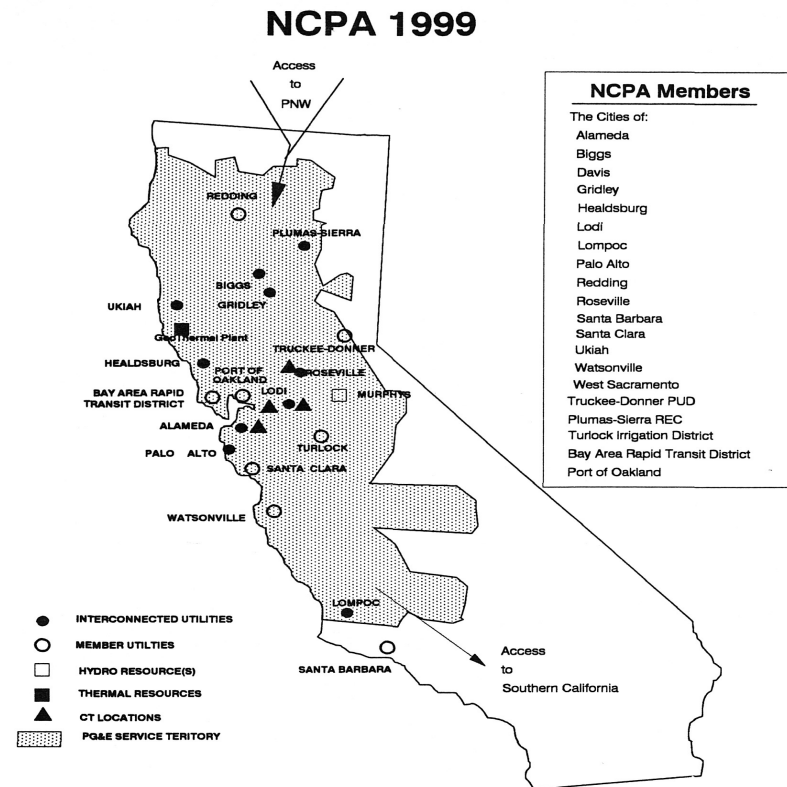 NCPA 1999
Access
to
PNW
NCPA Members
The Cities of:
Alameda
Biggs
Davis
Gridley
Healdsburg
Lodi
Lompoc
Palo Alto
Redding
Roseville
Santa Barbara
Santa Clara
Ukiah
Watsonville
West Sacramento
Truckee-Donner PUD
Plumas-Sierra REC
Turlock Irrigation District
Bay Area Rapid Transit District
Port of Oakland
REDDING
PLUMAS-SIERRA
BIGGS
GRIDLEY
UKIAH
GeoThermal Plant
TRUCKEE-DONNER
HEALDSBURG
PORT OF
OAKLAND
ROSEVILLE
BAY AREA RAPID
TRANSIT DISTRICT
LODI
MURPHYS
ALAMEDA
TURLOCK
PALO ALTO
SANTA CLARA
WATSONVILLE
LOMPOC
SANTA BARBARA
Access
to
Southern California
INTERCONNECTED UTILITIES
MEMBER UTILTIES
HYDRO RESOURCE(S)
THERMAL RESOURCES
CT LOCATIONS
PG&E SERVICE TERITORY